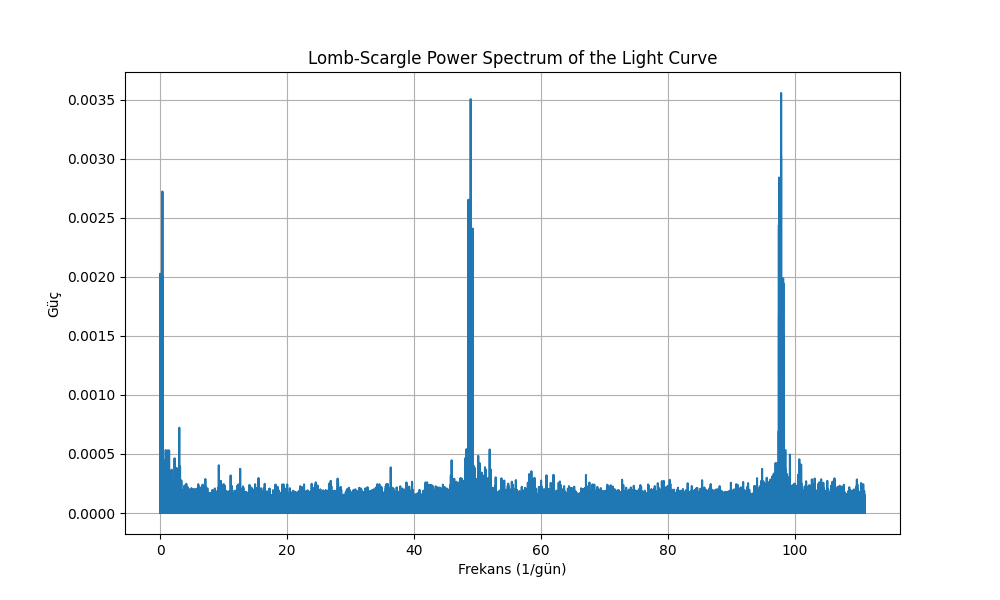 Lomb-Scargle Power Spectrum of the Light Curve
0.0035
0.0030
0.0025
0.0020
0.0015
0.0010
0.0005
0.0000
Güç
0 20 40 60 80 100
Frekans (1/gün)